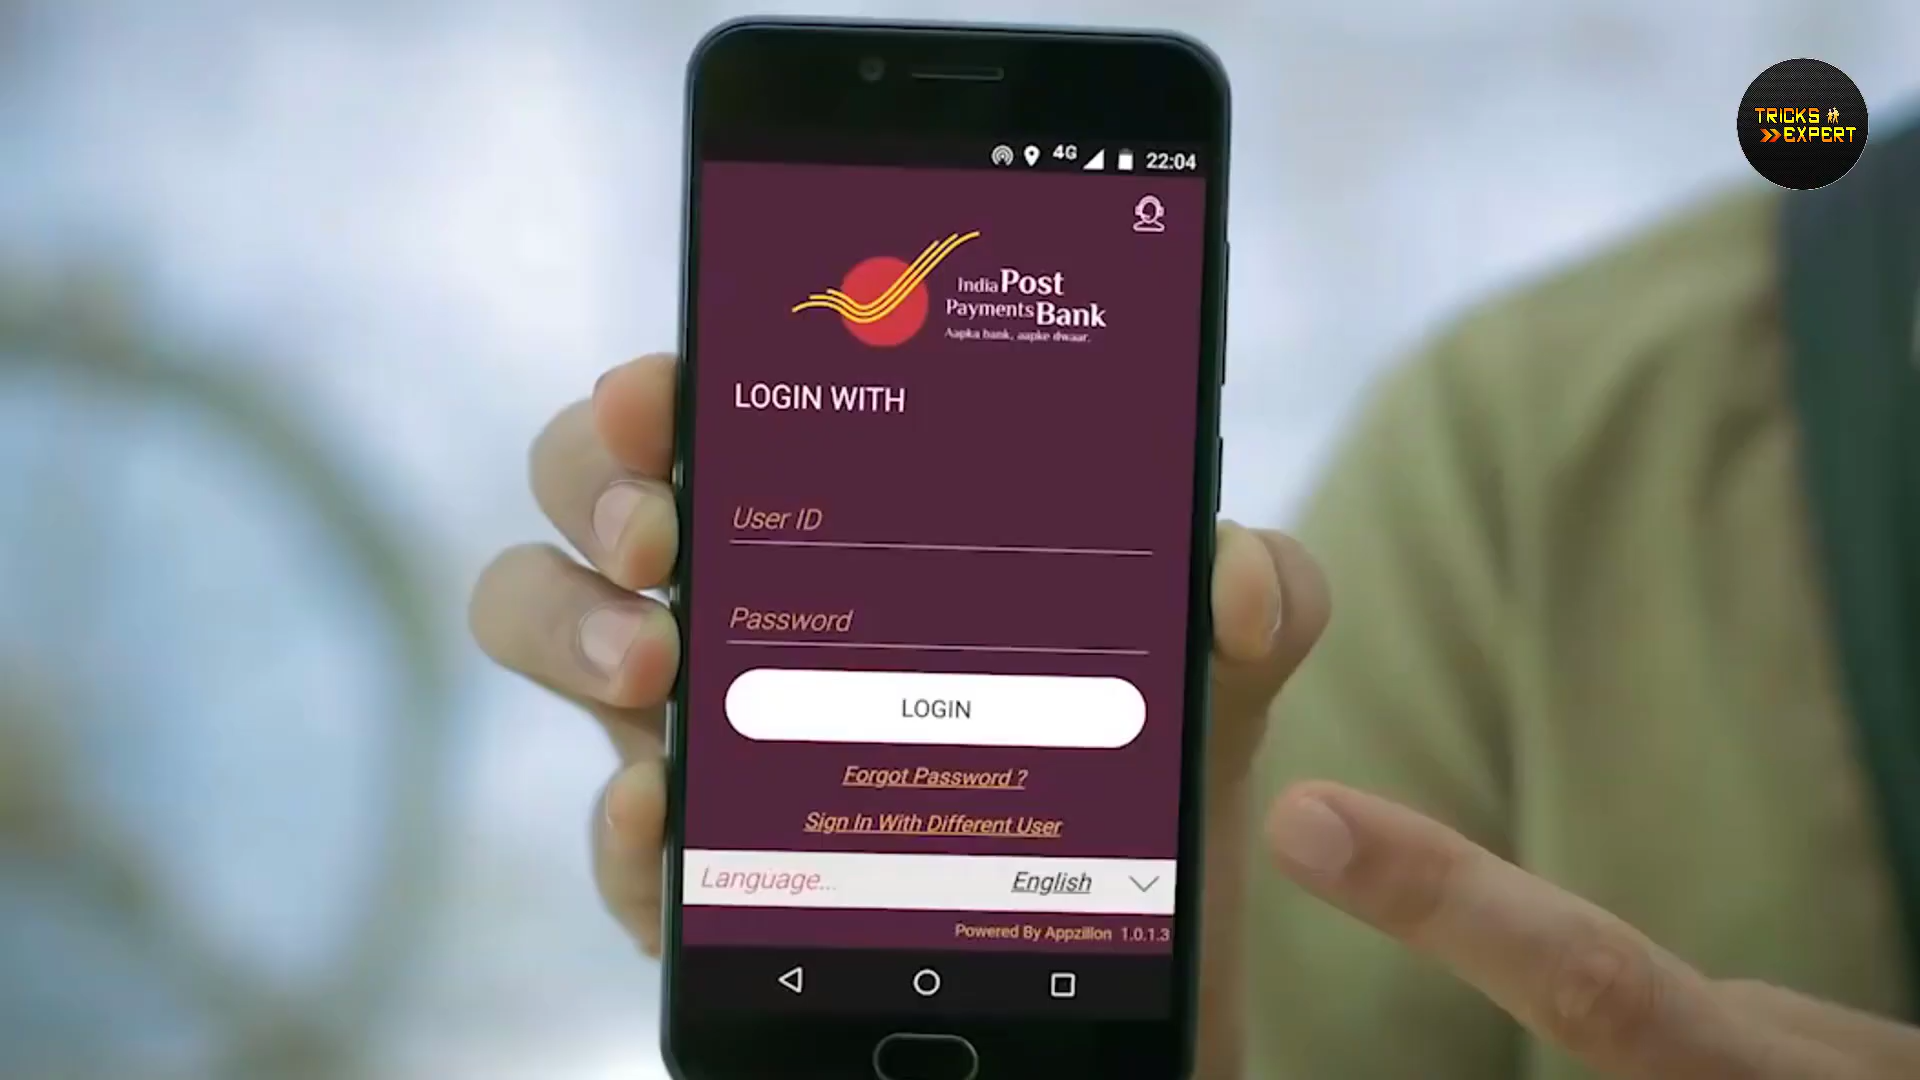 TRICKS
EXPERT
4G 22:04
India Post
Payments Bank
Aapka bank, aapke dwaar.
LOGIN WITH
User ID
Password
LOGIN
Forgot Password ?
Sign In With Different User
Language... English
Powered By Appzillon 1.0.1.3